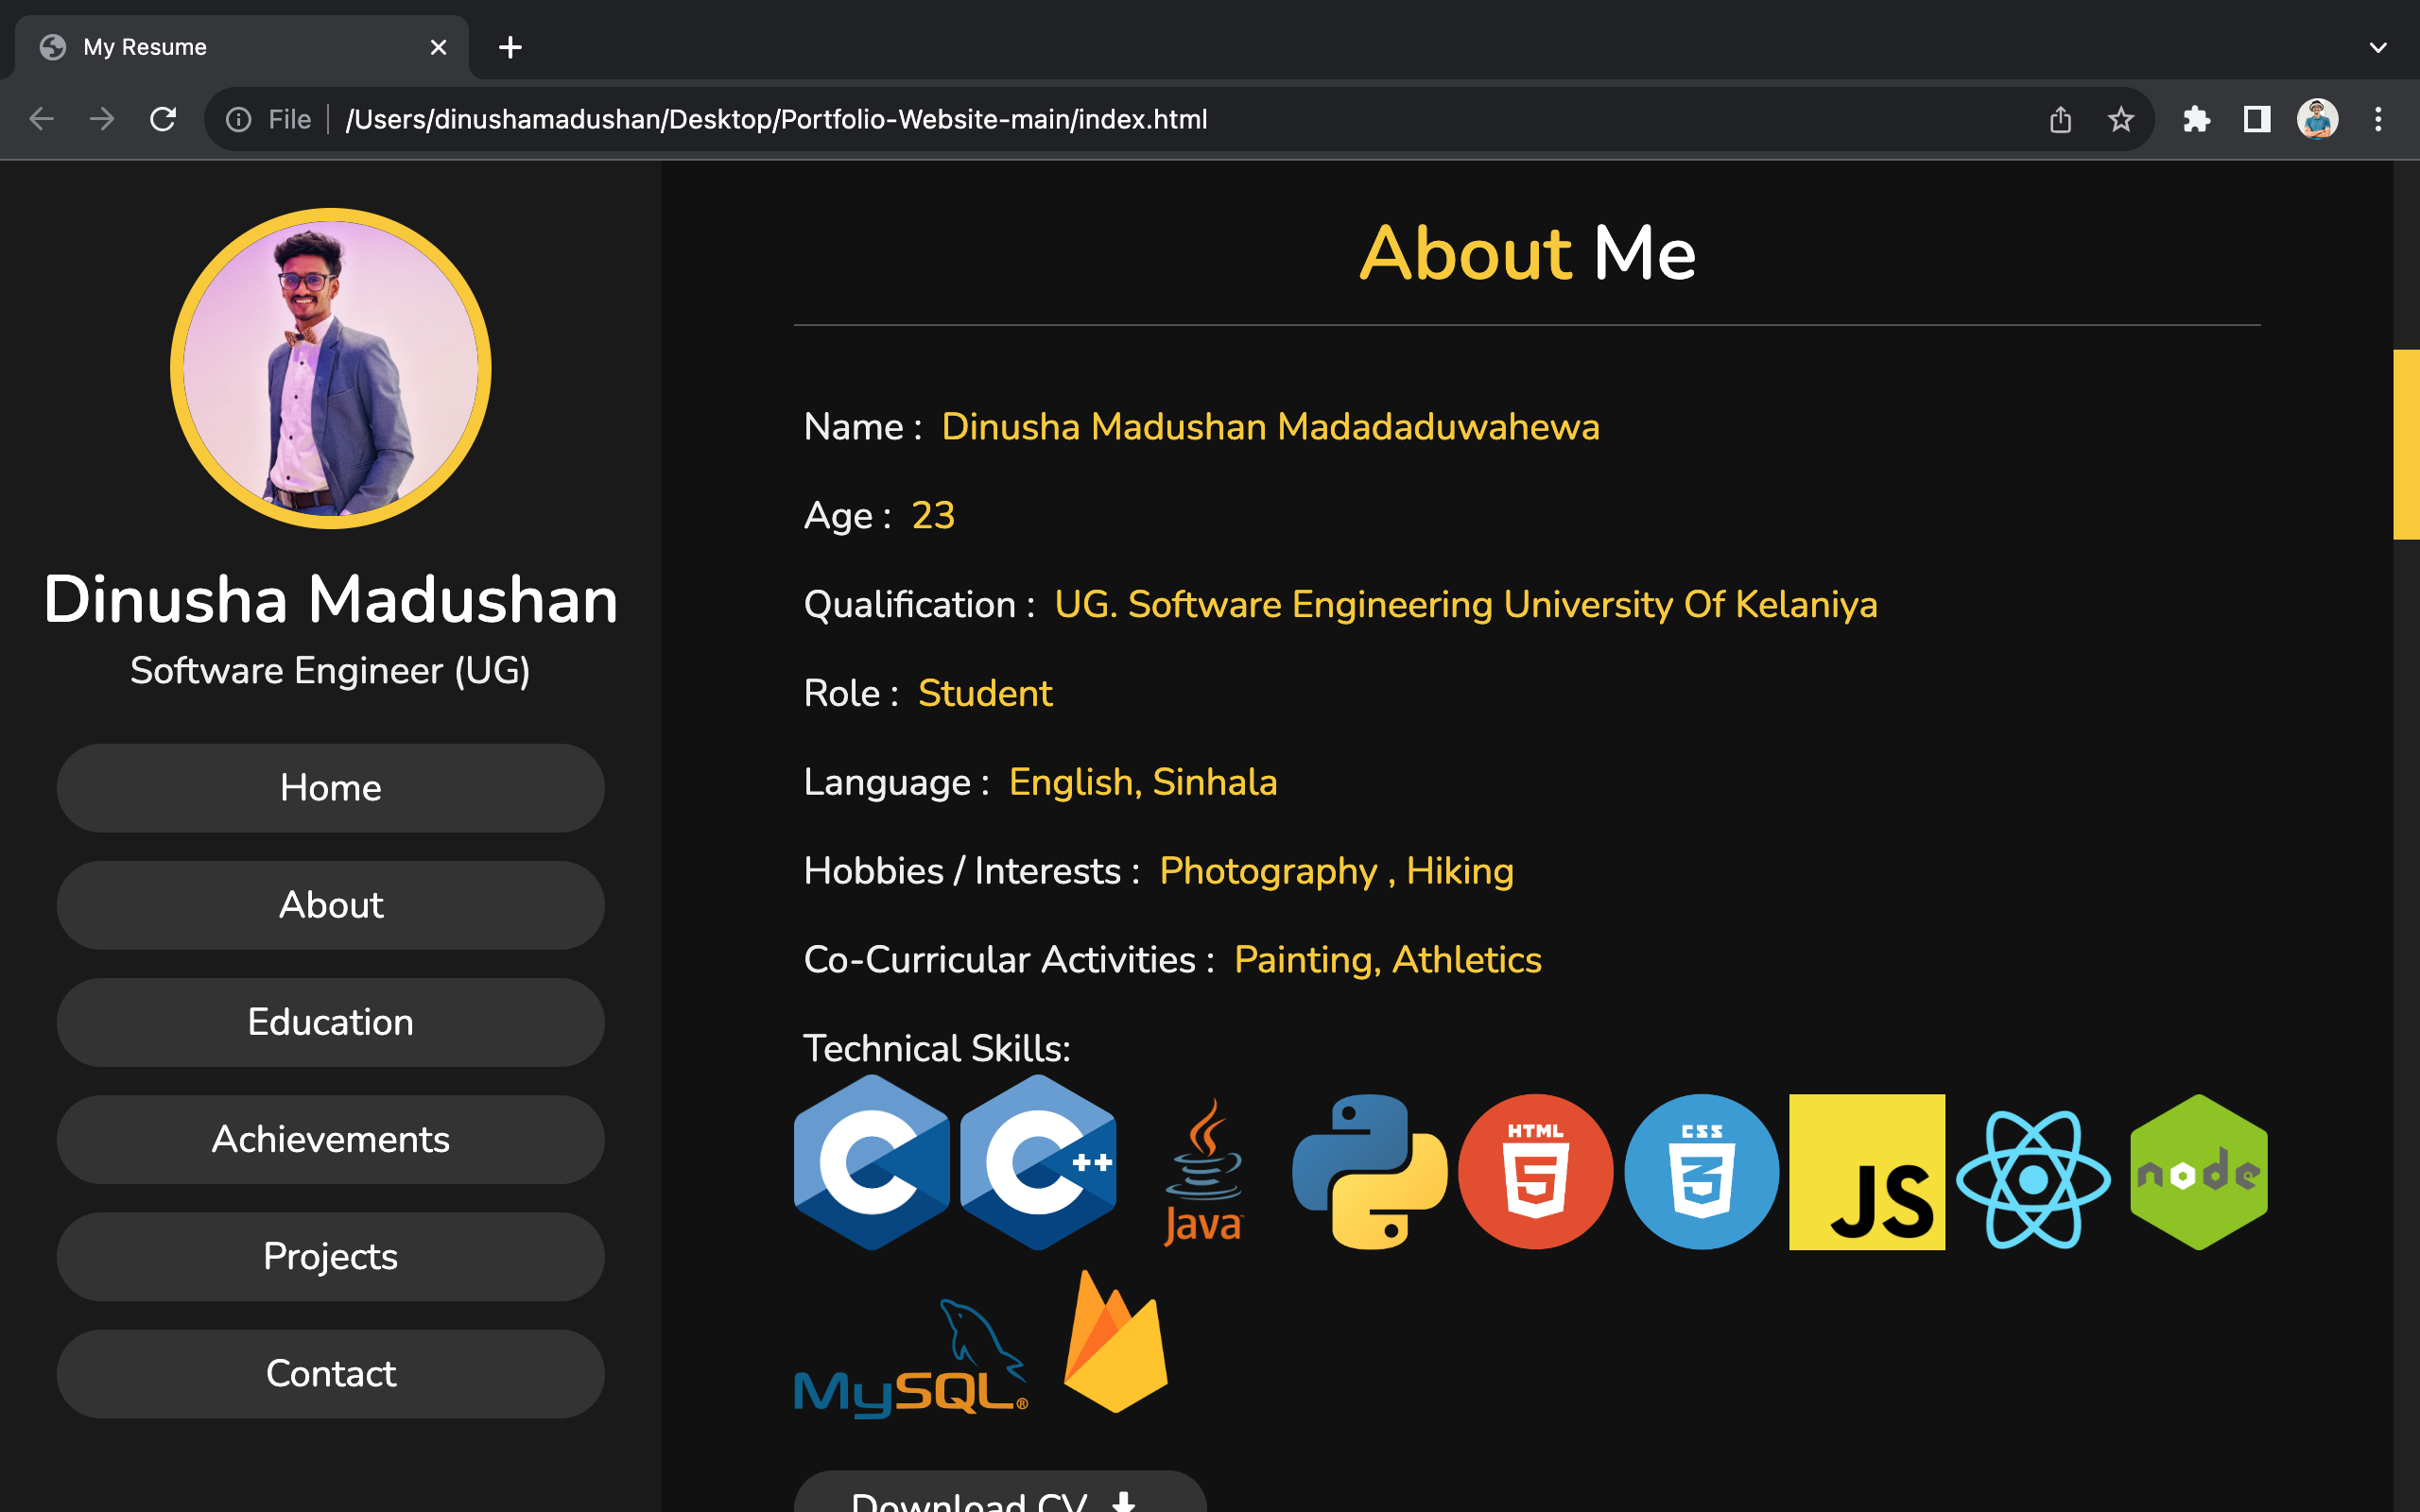 My Resume
File
/Users/dinushamadushan/Desktop/Portfolio-Website-main/index.html
Dinusha Madushan
Software Engineer (UG)
Home
About
Education
Achievements
Projects
Contact
About Me
Name : Dinusha Madushan Madadaduwahewa
Age : 23
Qualification : UG. Software Engineering University Of Kelaniya
Role : Student
Language : English, Sinhala
Hobbies / Interests : Photography , Hiking
Co-Curricular Activities : Painting, Athletics
Technical Skills:
C
C++
Java™
HTML 5
CSS 3
JS
node
MySQL®
Download CV